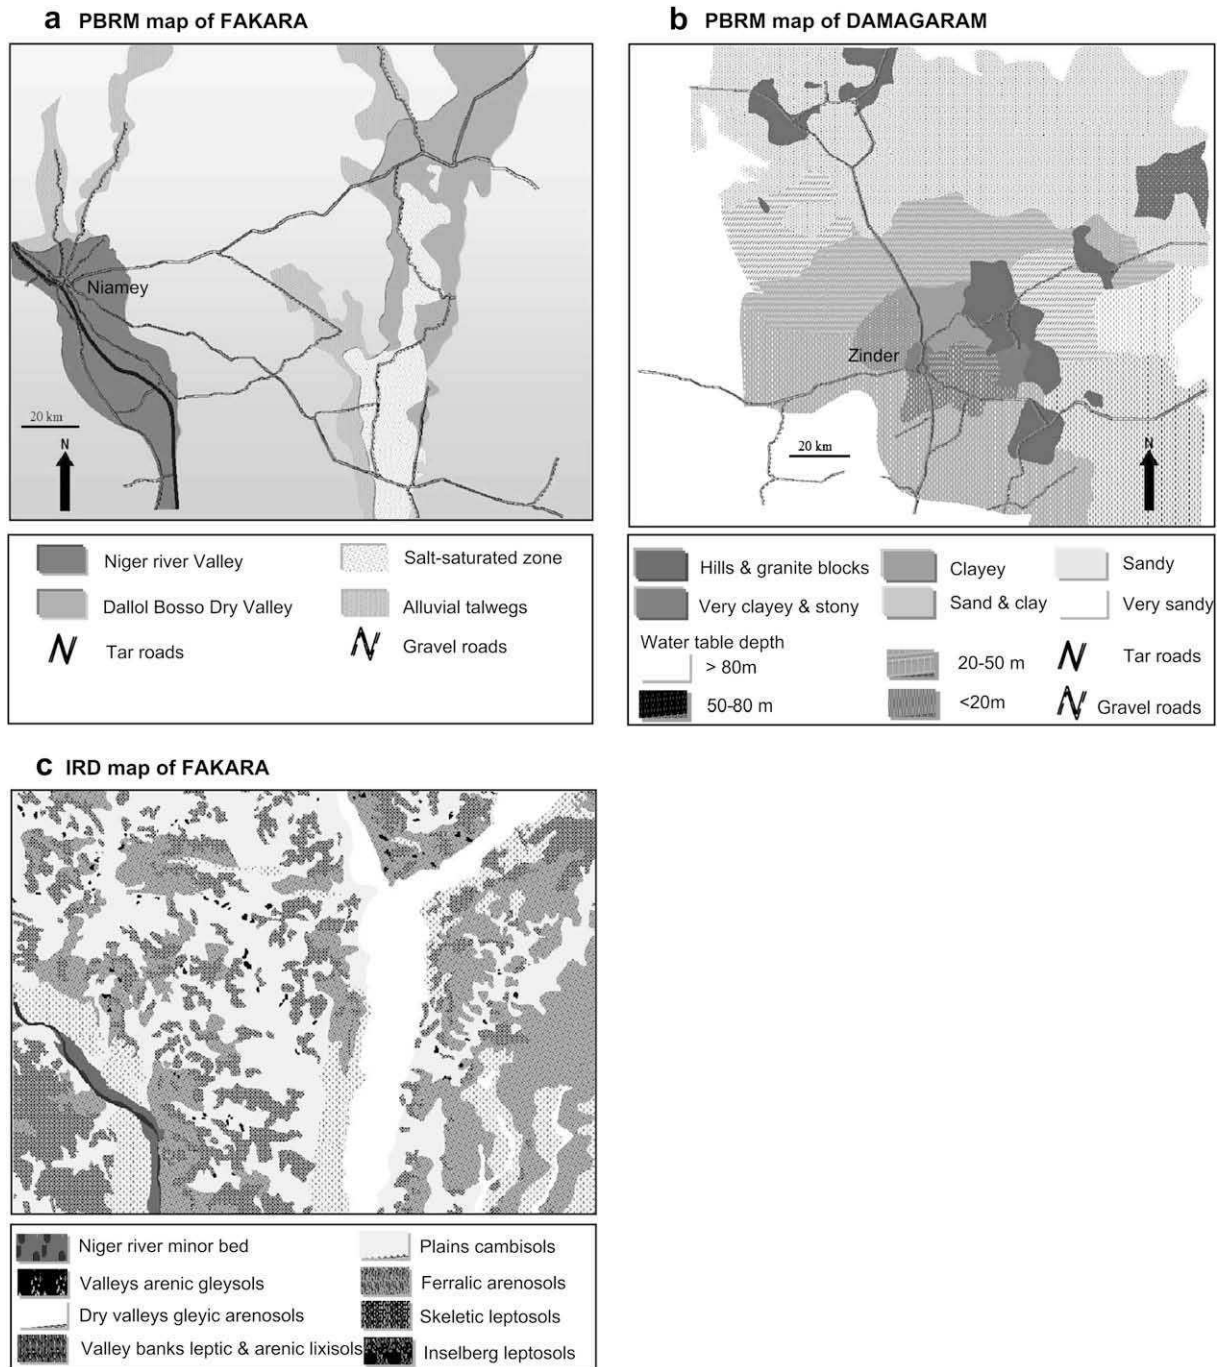 a PBRM map of FAKARA
Niamey
20 km
N
Niger river Valley
Salt-saturated zone
Dallol Bosso Dry Valley
Alluvial talwegs
Tar roads
Gravel roads
b PBRM map of DAMAGARAM
Zinder
20 km
N
Hills & granite blocks
Clayey
Sandy
Very clayey & stony
Sand & clay
Very sandy
Water table depth
> 80m
20-50 m
Tar roads
50-80 m
<20m
Gravel roads
c IRD map of FAKARA
Niger river minor bed
Plains cambisols
Valleys arenic gleysols
Ferralic arenosols
Dry valleys gleyic arenosols
Skeletic leptosols
Valley banks leptic & arenic lixisols
Inselberg leptosols